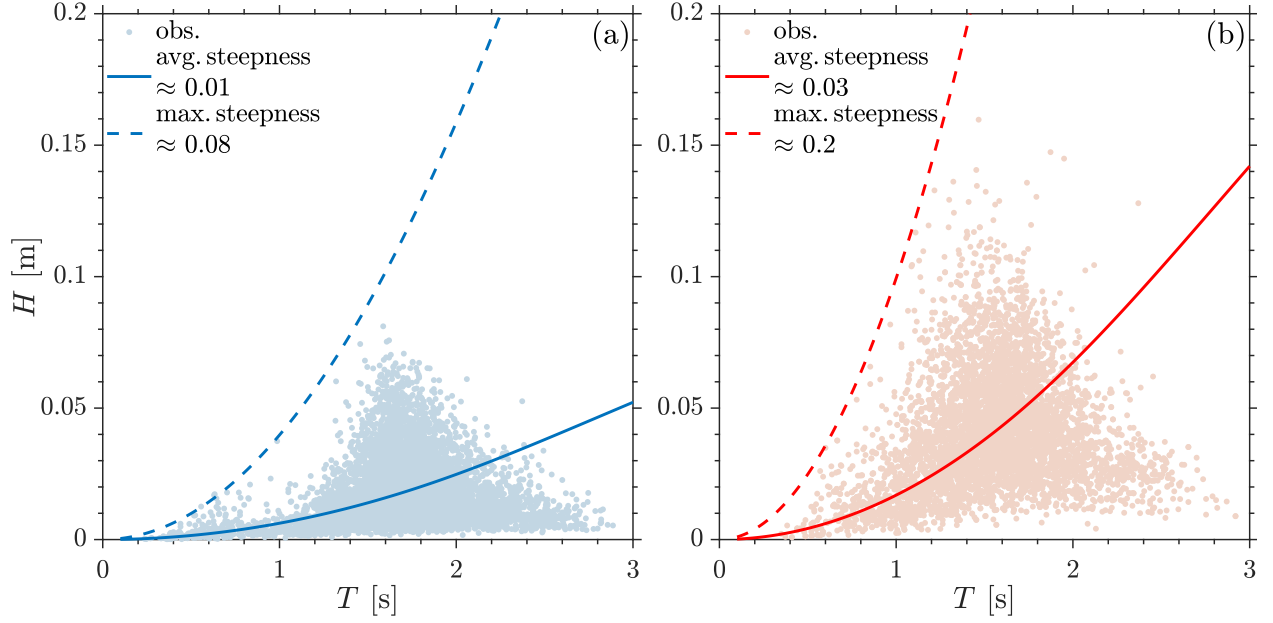 (a)
obs.
avg. steepness
≈ 0.01
max. steepness
≈ 0.08
0.2
0.15
0.1
0.05
0
0 1 2 3
H [m]
T [s]
(b)
obs.
avg. steepness
≈ 0.03
max. steepness
≈ 0.2
0.2
0.15
0.1
0.05
0
0 1 2 3
T [s]